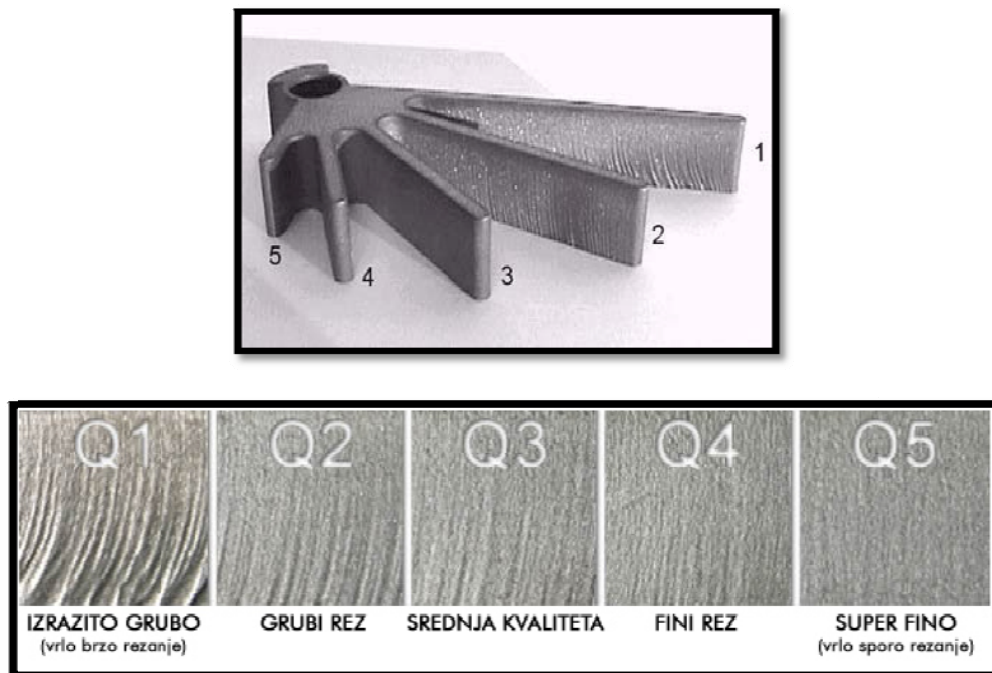 1
2
3
4
5
Q1 Q2 Q3 Q4 Q5
IZRAZITO GRUBO GRUBI REZ SREDNJA KVALITETA FINI REZ SUPER FINO
(vrlo brzo rezanje) (vrlo sporo rezanje)